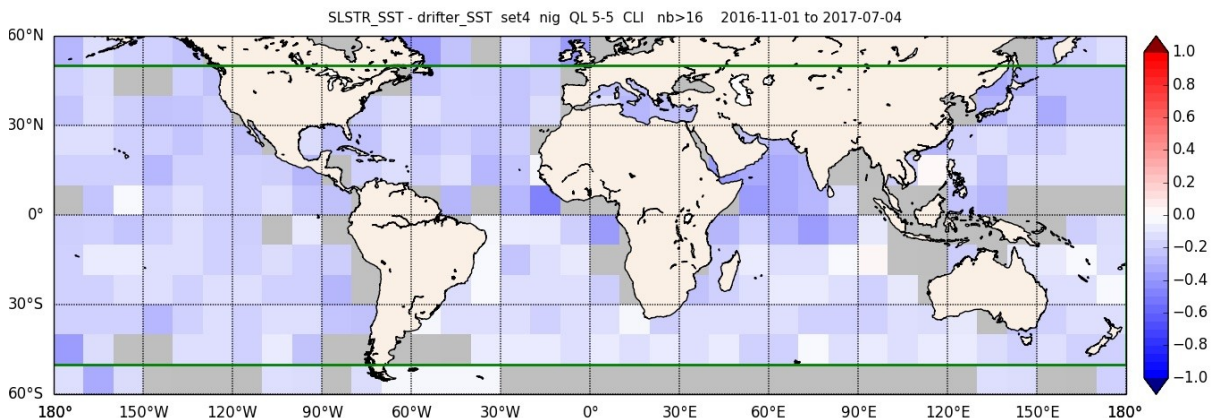 SLSTR_SST - drifter_SST set4 nig QL 5-5 CLI nb>16 2016-11-01 to 2017-07-04
60°N
30°N
0°
30°S
60°S
180° 150°W 120°W 90°W 60°W 30°W 0° 30°E 60°E 90°E 120°E 150°E 180°
1.0
0.8
0.6
0.4
0.2
0.0
−0.2
−0.4
−0.6
−0.8
−1.0